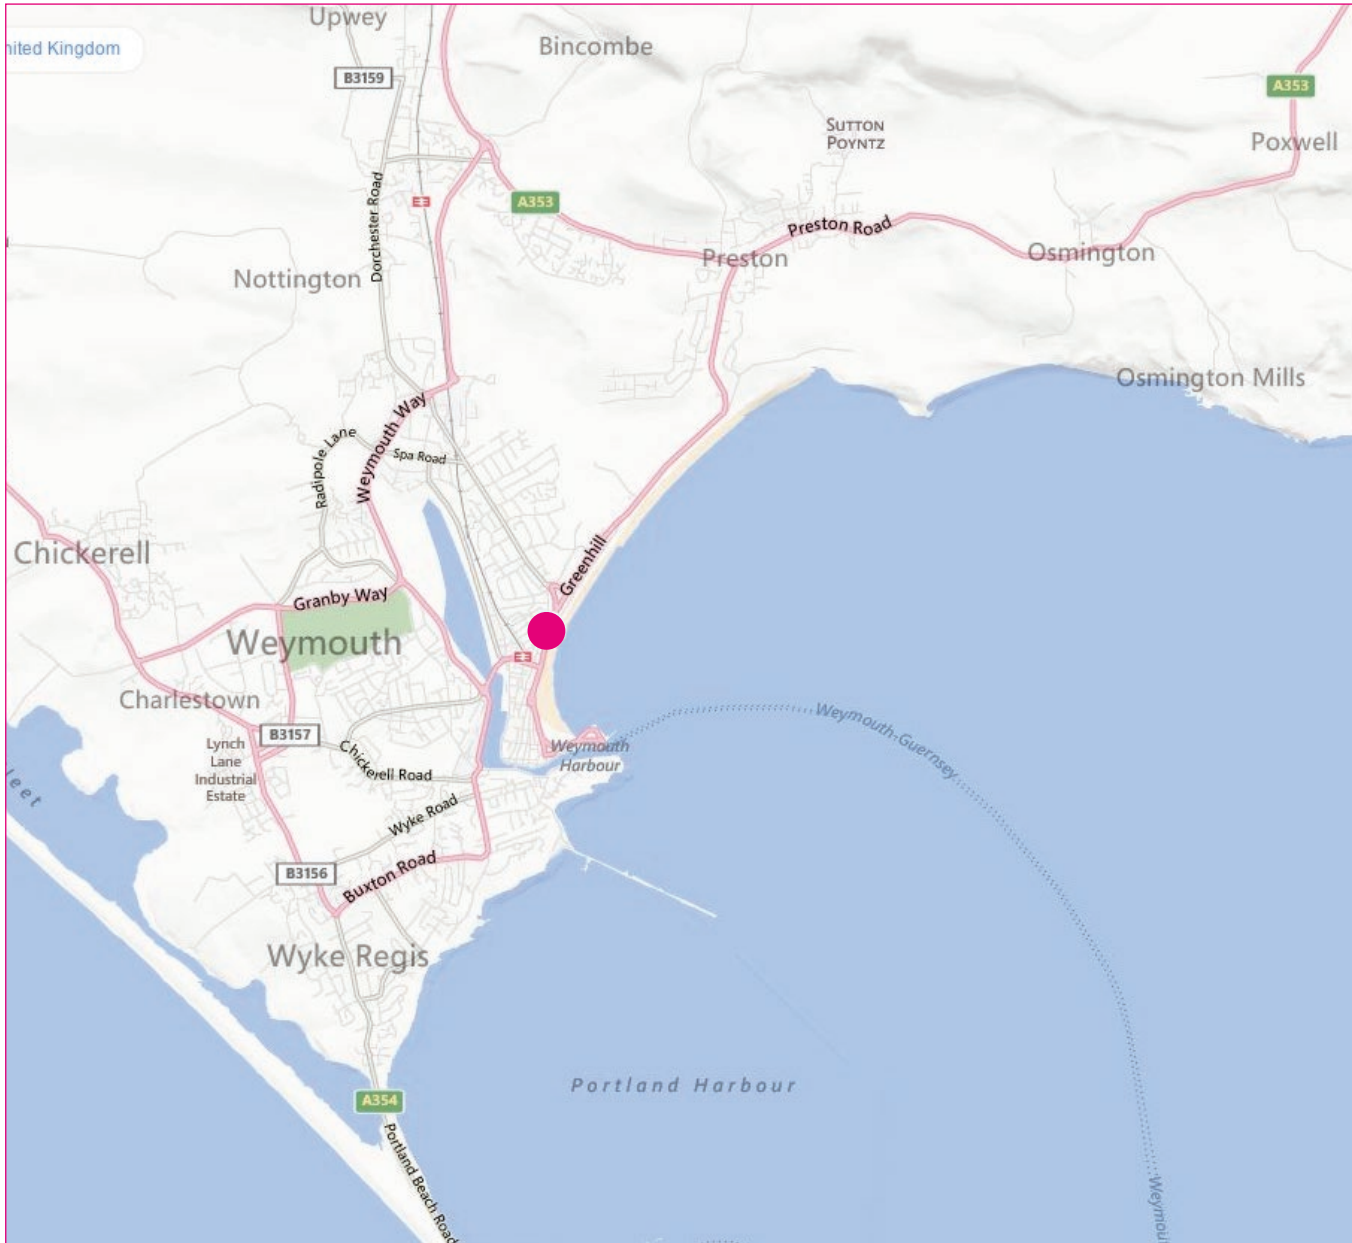 Upwey
nited Kingdom
Bincombe
B3159
A353
Poxwell
SUTTON
POYNTZ
Dorchester Road
A353
Preston Road
Preston
Osmington
Nottington
Osmington Mills
Weymouth Way
Radipole Lane
Spa Road
Chickerell
Greenhill
Granby Way
Weymouth
Charlestown
Weymouth-Guernsey
B3157
Lynch
Lane
Industrial
Estate
Chickerell Road
Weymouth
Harbour
leet
Wyke Road
B3156
Buxton Road
Wyke Regis
Portland Harbour
A354
Portland Beach Road
Weymou